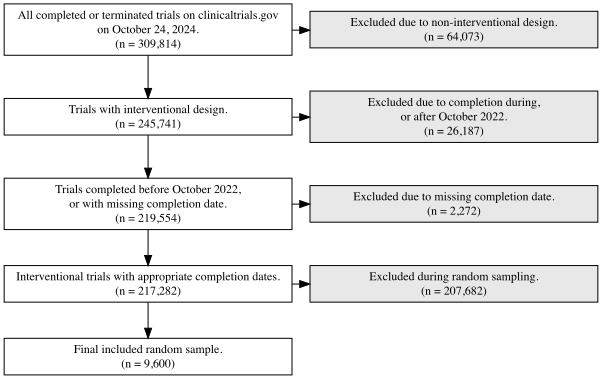 All completed or terminated trials on clinicaltrials.gov
on October 24, 2024.
(n = 309,814)
Excluded due to non-interventional design.
(n = 64,073)
Trials with interventional design.
(n = 245,741)
Excluded due to completion during,
or after October 2022.
(n = 26,187)
Trials completed before October 2022,
or with missing completion date.
(n = 219,554)
Excluded due to missing completion date.
(n = 2,272)
Interventional trials with appropriate completion dates.
(n = 217,282)
Excluded during random sampling.
(n = 207,682)
Final included random sample.
(n = 9,600)